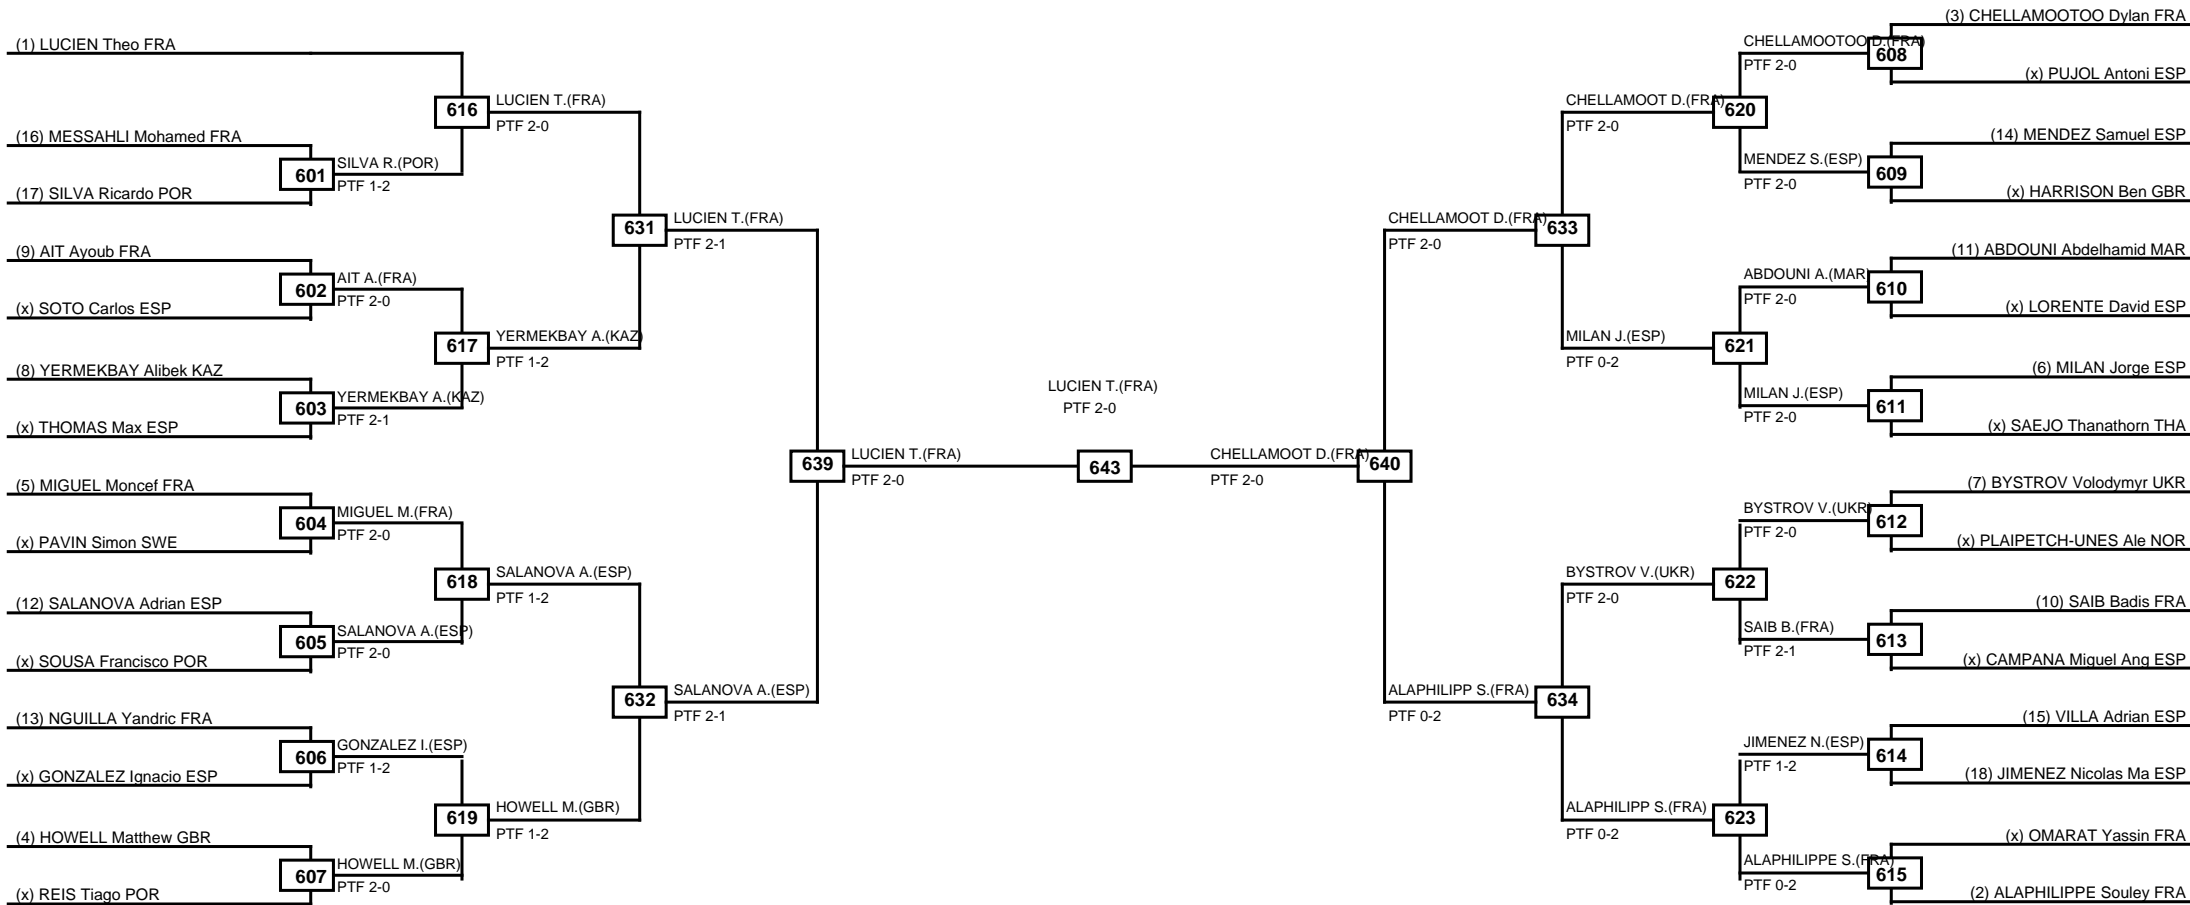 (1) LUCIEN Theo FRA
(16) MESSAHLI Mohamed FRA
(17) SILVA Ricardo POR
(9) AIT Ayoub FRA
(x) SOTO Carlos ESP
(8) YERMEKBAY Alibek KAZ
(x) THOMAS Max ESP
(5) MIGUEL Moncef FRA
(x) PAVIN Simon SWE
(12) SALANOVA Adrian ESP
(x) SOUSA Francisco POR
(13) NGUILLA Yandric FRA
(x) GONZALEZ Ignacio ESP
(4) HOWELL Matthew GBR
(x) REIS Tiago POR
601
SILVA R.(POR)
PTF 1-2
602
AIT A.(FRA)
PTF 2-0
603
YERMEKBAY A.(KAZ)
PTF 2-1
604
MIGUEL M.(FRA)
PTF 2-0
605
SALANOVA A.(ESP)
PTF 2-0
606
GONZALEZ I.(ESP)
PTF 1-2
607
HOWELL M.(GBR)
PTF 2-0
616
LUCIEN T.(FRA)
PTF 2-0
617
YERMEKBAY A.(KAZ)
PTF 1-2
618
SALANOVA A.(ESP)
PTF 1-2
619
HOWELL M.(GBR)
PTF 1-2
631
LUCIEN T.(FRA)
PTF 2-1
632
SALANOVA A.(ESP)
PTF 2-1
639
LUCIEN T.(FRA)
PTF 2-0
LUCIEN T.(FRA)
PTF 2-0
643
CHELLAMOOT D.(FRA)
PTF 2-0
640
CHELLAMOOT D.(FRA)
PTF 2-0
633
ALAPHILIPP S.(FRA)
PTF 0-2
634
CHELLAMOOT D.(FRA)
PTF 2-0
620
MILAN J.(ESP)
PTF 0-2
621
BYSTROV V.(UKR)
PTF 2-0
622
ALAPHILIPP S.(FRA)
PTF 0-2
623
CHELLAMOOTOO D.(FRA)
PTF 2-0
608
MENDEZ S.(ESP)
PTF 2-0
609
ABDOUNI A.(MAR)
PTF 2-0
610
MILAN J.(ESP)
PTF 2-0
611
BYSTROV V.(UKR)
PTF 2-0
612
SAIB B.(FRA)
PTF 2-1
613
JIMENEZ N.(ESP)
PTF 1-2
614
ALAPHILIPPE S.(FRA)
PTF 0-2
615
(3) CHELLAMOOTOO Dylan FRA
(x) PUJOL Antoni ESP
(14) MENDEZ Samuel ESP
(x) HARRISON Ben GBR
(11) ABDOUNI Abdelhamid MAR
(x) LORENTE David ESP
(6) MILAN Jorge ESP
(x) SAEJO Thanathorn THA
(7) BYSTROV Volodymyr UKR
(x) PLAIPETCH-UNES Ale NOR
(10) SAIB Badis FRA
(x) CAMPANA Miguel Ang ESP
(15) VILLA Adrian ESP
(18) JIMENEZ Nicolas Ma ESP
(x) OMARAT Yassin FRA
(2) ALAPHILIPPE Souley FRA